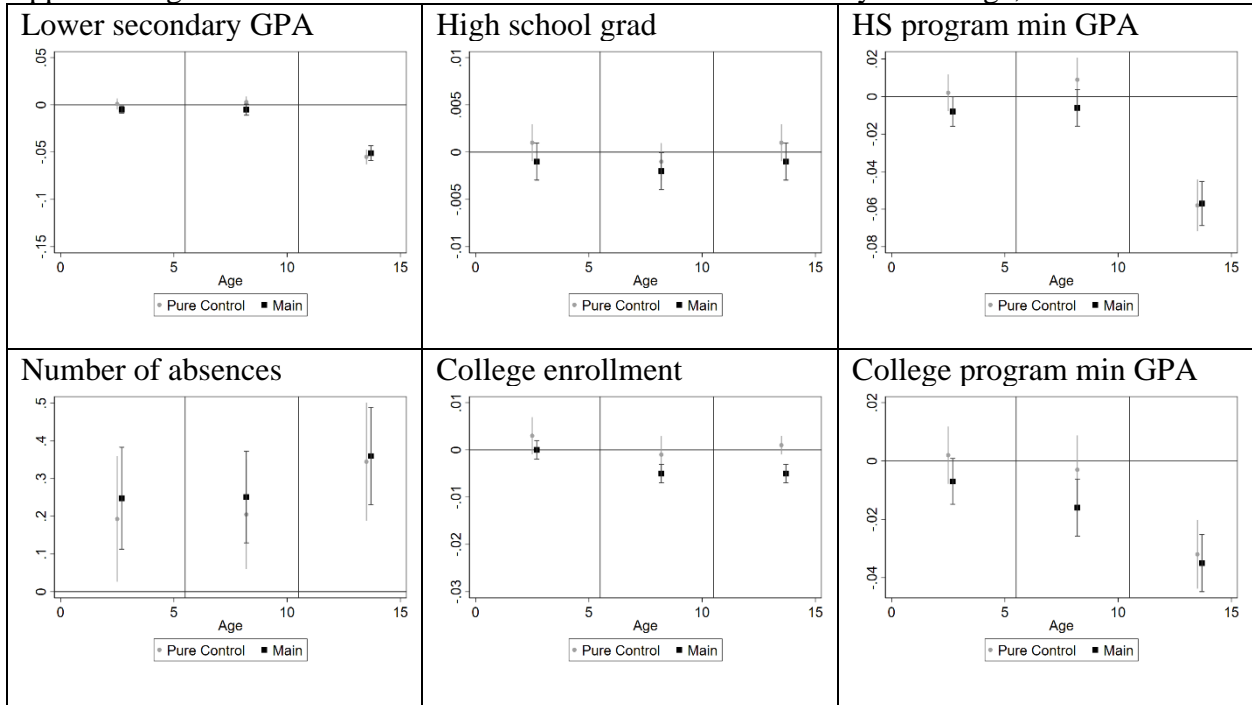 Lower secondary GPA
.05
0
-.05
-.1
-.15
0 5 10 15
Age
Pure Control Main
High school grad
.01
.005
0
-.005
-.01
0 5 10 15
Age
Pure Control Main
HS program min GPA
.02
0
-.02
-.04
-.06
-.08
0 5 10 15
Age
Pure Control Main
Number of absences
.5
.4
.3
.2
.1
0
0 5 10 15
Age
Pure Control Main
College enrollment
.01
0
-.01
-.02
-.03
0 5 10 15
Age
Pure Control Main
College program min GPA
.02
0
-.02
-.04
0 5 10 15
Age
Pure Control Main